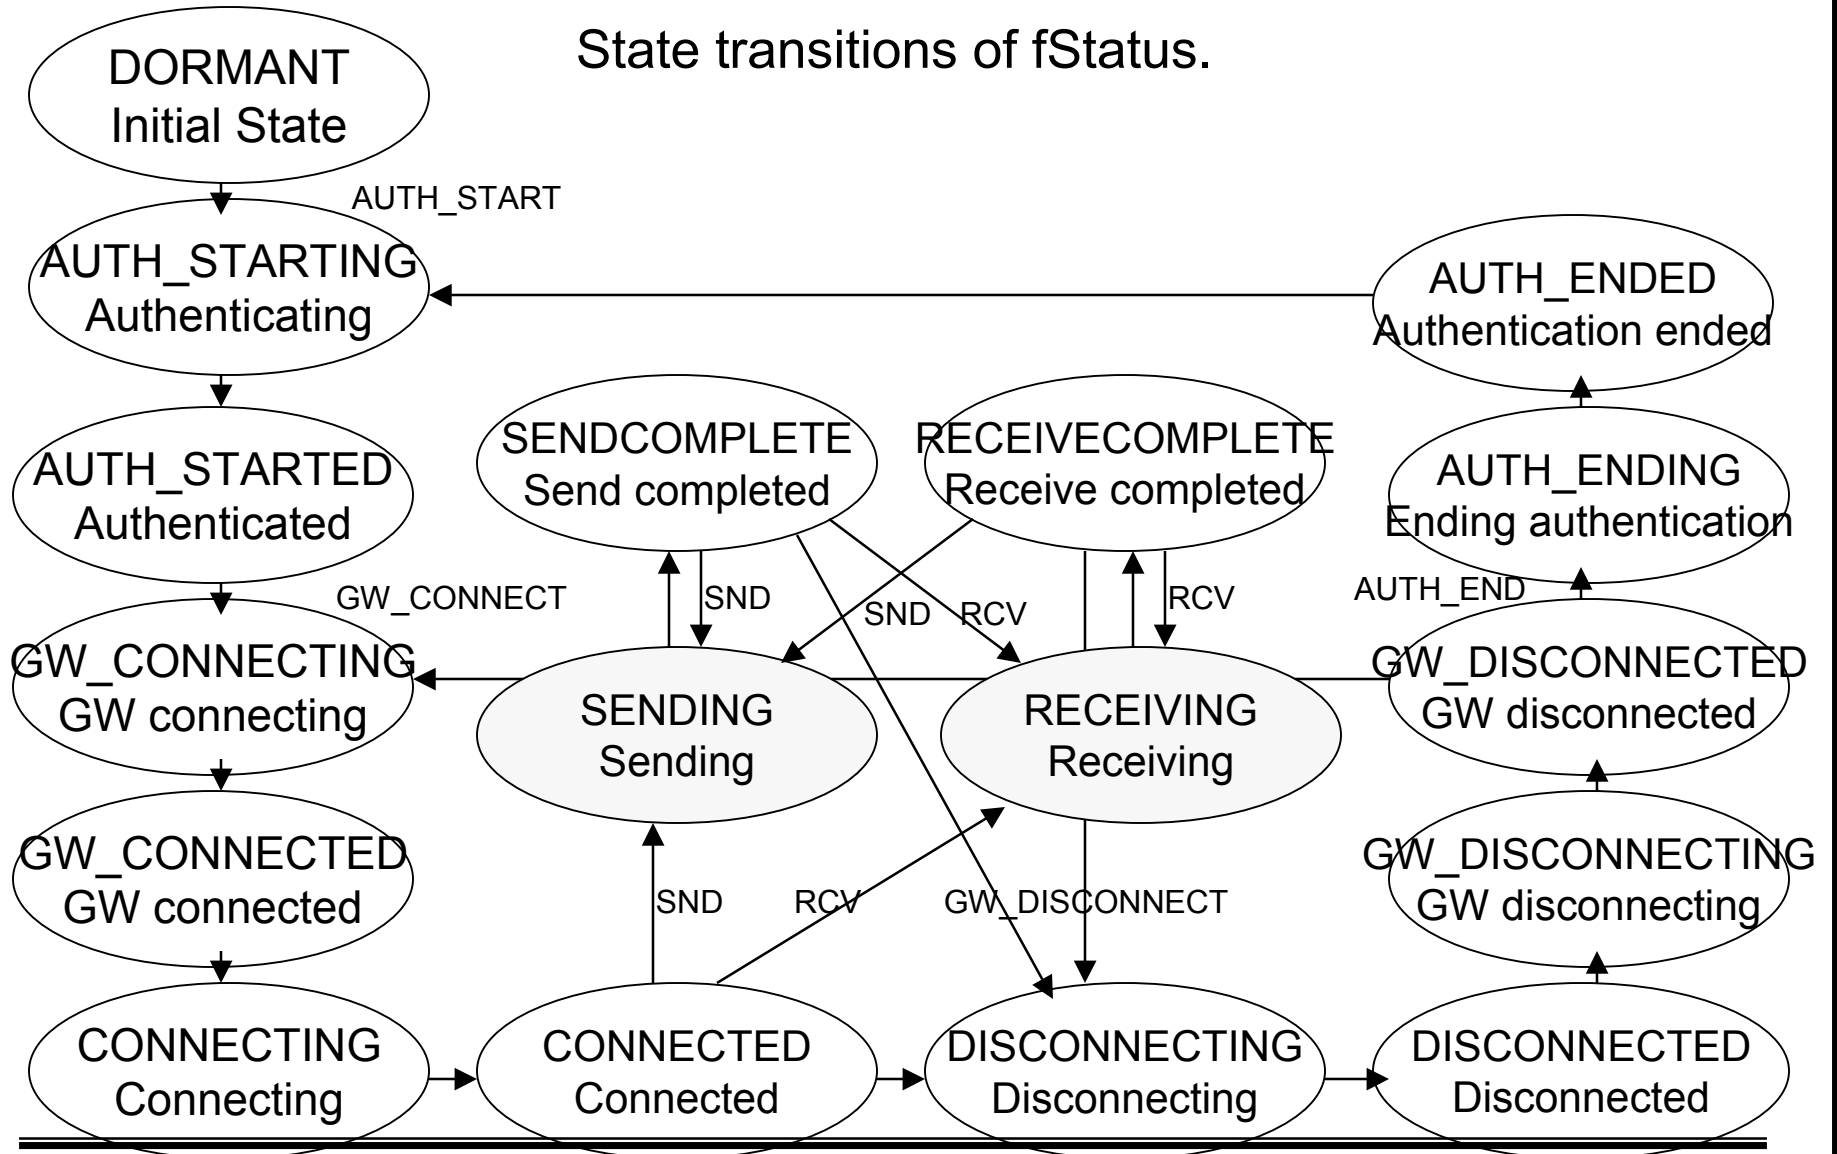 State transitions of fStatus.
DORMANT
Initial State
AUTH_START
AUTH_STARTING
Authenticating
AUTH_ENDED
Authentication ended
SENDCOMPLETE
Send completed
RECEIVECOMPLETE
Receive completed
AUTH_STARTED
Authenticated
AUTH_ENDING
Ending authentication
GW_CONNECT
SND
SND
RCV
RCV
AUTH_END
GW_CONNECTING
GW connecting
SENDING
Sending
RECEIVING
Receiving
GW_DISCONNECTED
GW disconnected
GW_CONNECTED
GW connected
SND
RCV
GW_DISCONNECT
GW_DISCONNECTING
GW disconnecting
CONNECTING
Connecting
CONNECTED
Connected
DISCONNECTING
Disconnecting
DISCONNECTED
Disconnected